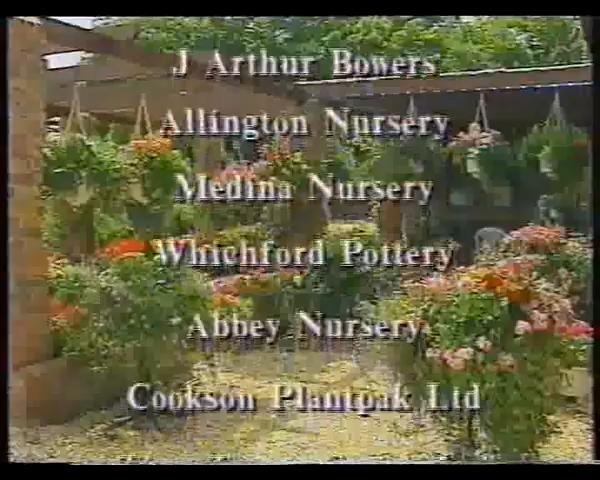 J Arthur Bowers
Allington Nursery
Medina Nursery
Whichford Pottery
Abbey Nursery
Cookson Plantpak Ltd